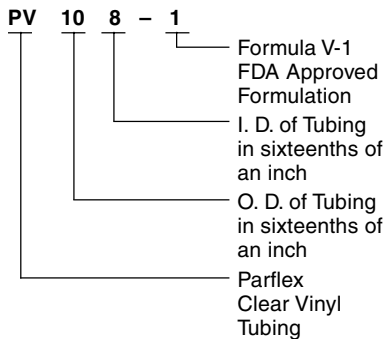 PV 10 8 – 1
Formula V-1
FDA Approved
Formulation
I. D. of Tubing
in sixteenths of
an inch
O. D. of Tubing
in sixteenths of
an inch
Parflex
Clear Vinyl
Tubing